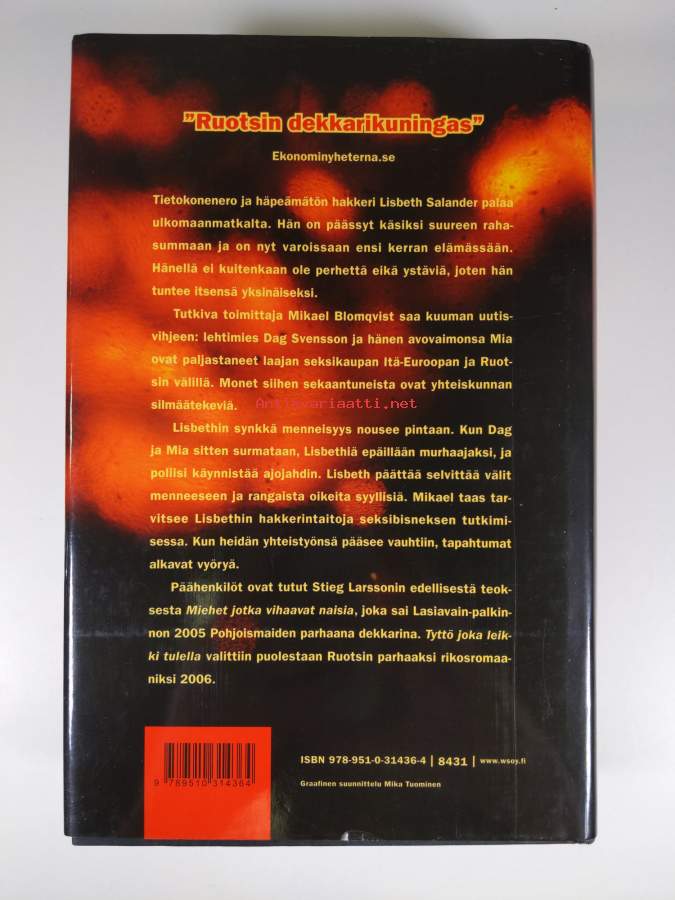 "Ruotsin dekkarikuningas"
Ekonominyheterna.se
Tietokonenero ja häpeämätön hakkeri Lisbeth Salander palaa
ulkomaanmatkalta. Hän on päässyt käsiksi suureen raha-
summaan ja on nyt varoissaan ensi kerran elämässään.
Hänellä ei kuitenkaan ole perhettä eikä ystäviä, joten hän
tuntee itsensä yksinäiseksi.
Tutkiva toimittaja Mikael Blomqvist saa kuuman uutis-
vihjeen: lehtimies Dag Svensson ja hänen avovaimonsa Mia
ovat paljastaneet laajan seksikaupan Itä-Euroopan ja Ruot-
sin välillä. Monet siihen sekaantuneista ovat yhteiskunnan
silmäätekeviä.
Antikvariaatti.net
Lisbethin synkkä menneisyys nousee pintaan. Kun Dag
ja Mia sitten surmataan, Lisbethiä epäillään murhaajaksi, ja
poliisi käynnistää ajojahdin. Lisbeth päättää selvittää välit
menneeseen ja rangaista oikeita syyllisiä. Mikael taas tar-
vitsee Lisbethin hakkerintaitoja seksibisneksen tutkimi-
sessa. Kun heidän yhteistyönsä pääsee vauhtiin, tapahtumat
alkavat vyöryä.
Päähenkilöt ovat tutut Stieg Larssonin edellisestä teok-
sesta Miehet jotka vihaavat naisia, joka sai Lasiavain-palkin-
non 2005 Pohjoismaiden parhaana dekkarina. Tyttö joka leik-
ki tulella valittiin puolestaan Ruotsin parhaaksi rikosromaa-
niksi 2006.
ISBN 978-951-0-31436-4 | 8431 | www.wsoy.fi
Graafinen suunnittelu Mika Tuominen
9 789510 314364